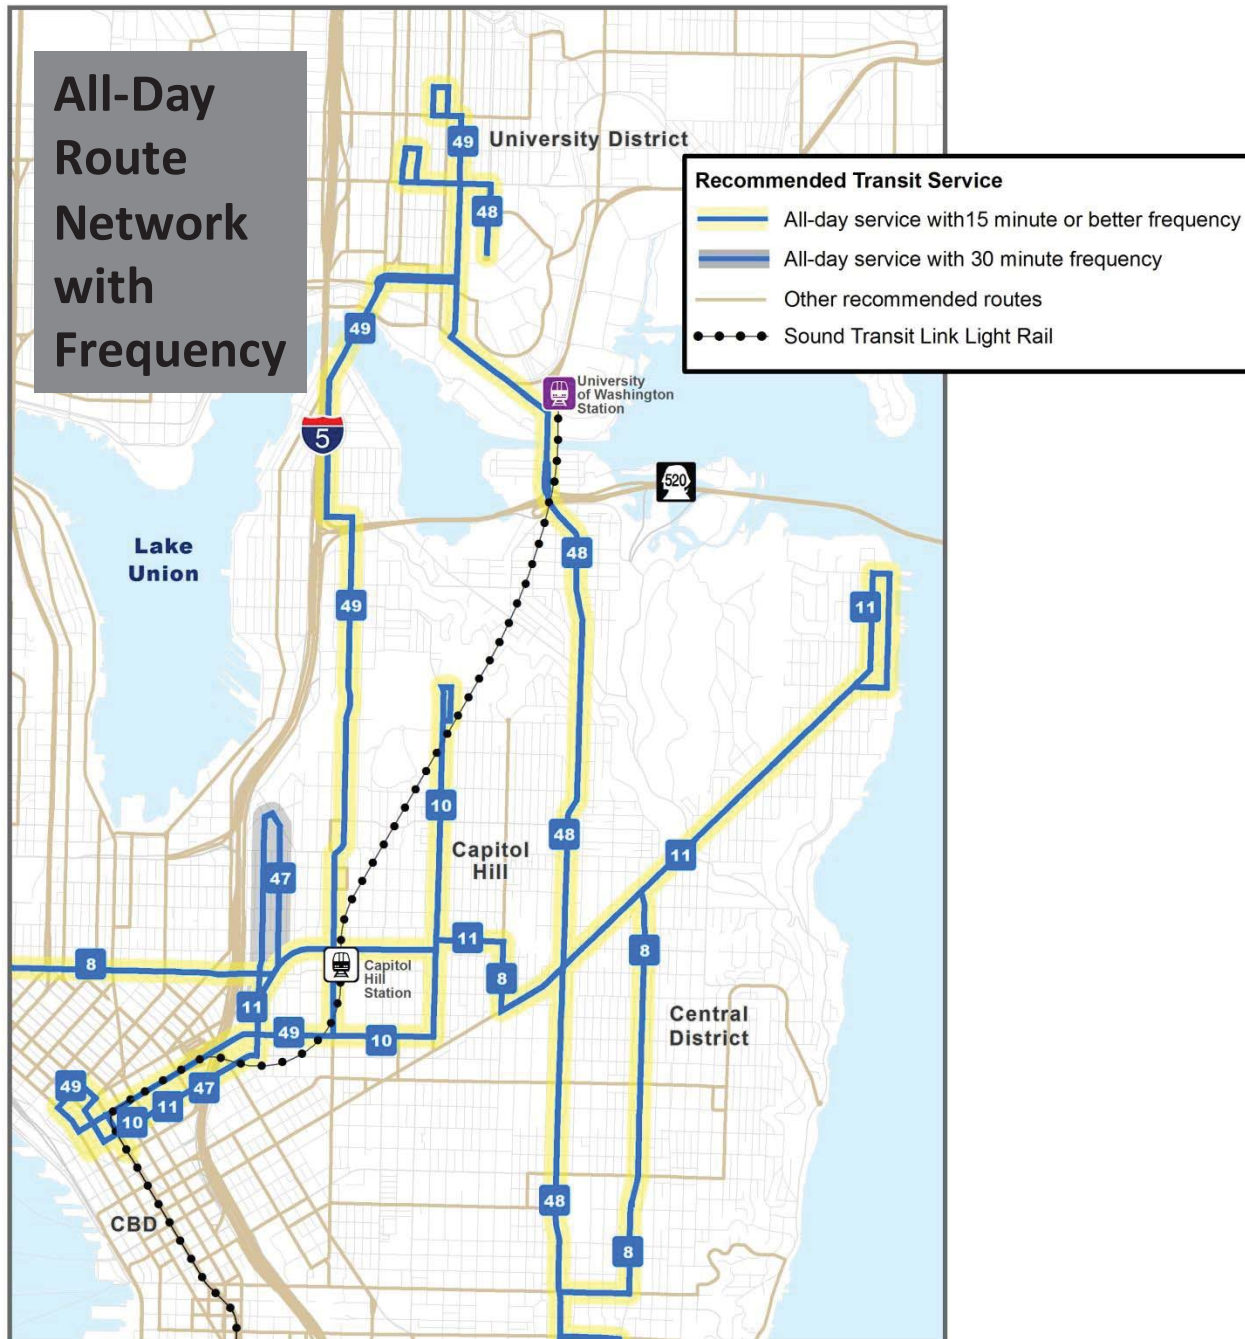 All-Day
Route
Network
with
Frequency
49
University District
48
Recommended Transit Service
All-day service with15 minute or better frequency
All-day service with 30 minute frequency
Other recommended routes
Sound Transit Link Light Rail
49
University
of Washington
Station
5
520
Lake
Union
48
49
11
10
48
Capitol
Hill
11
47
11
8
8
Capitol
Hill
Station
8
11
Central
District
49
10
49
47
11
10
48
CBD
8